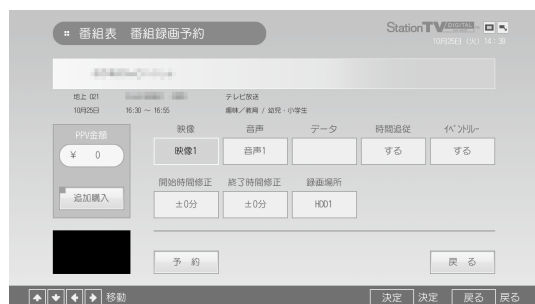 番組表 番組録画予約
StationTV DIGITAL
10月25日 (火) 14:39
地上 021
テレビ放送
10月25日 16:30 ～ 16:55
趣味／教育 / 幼児・小学生
PPV金額
¥ 0
追加購入
映像 音声 データ 時間追従 イベントリレー
映像1 音声1 する する
開始時間修正 終了時間修正 録画場所
±0分 ±0分 HDD1
予 約
戻 る
移動
決定 決定 戻る 戻る